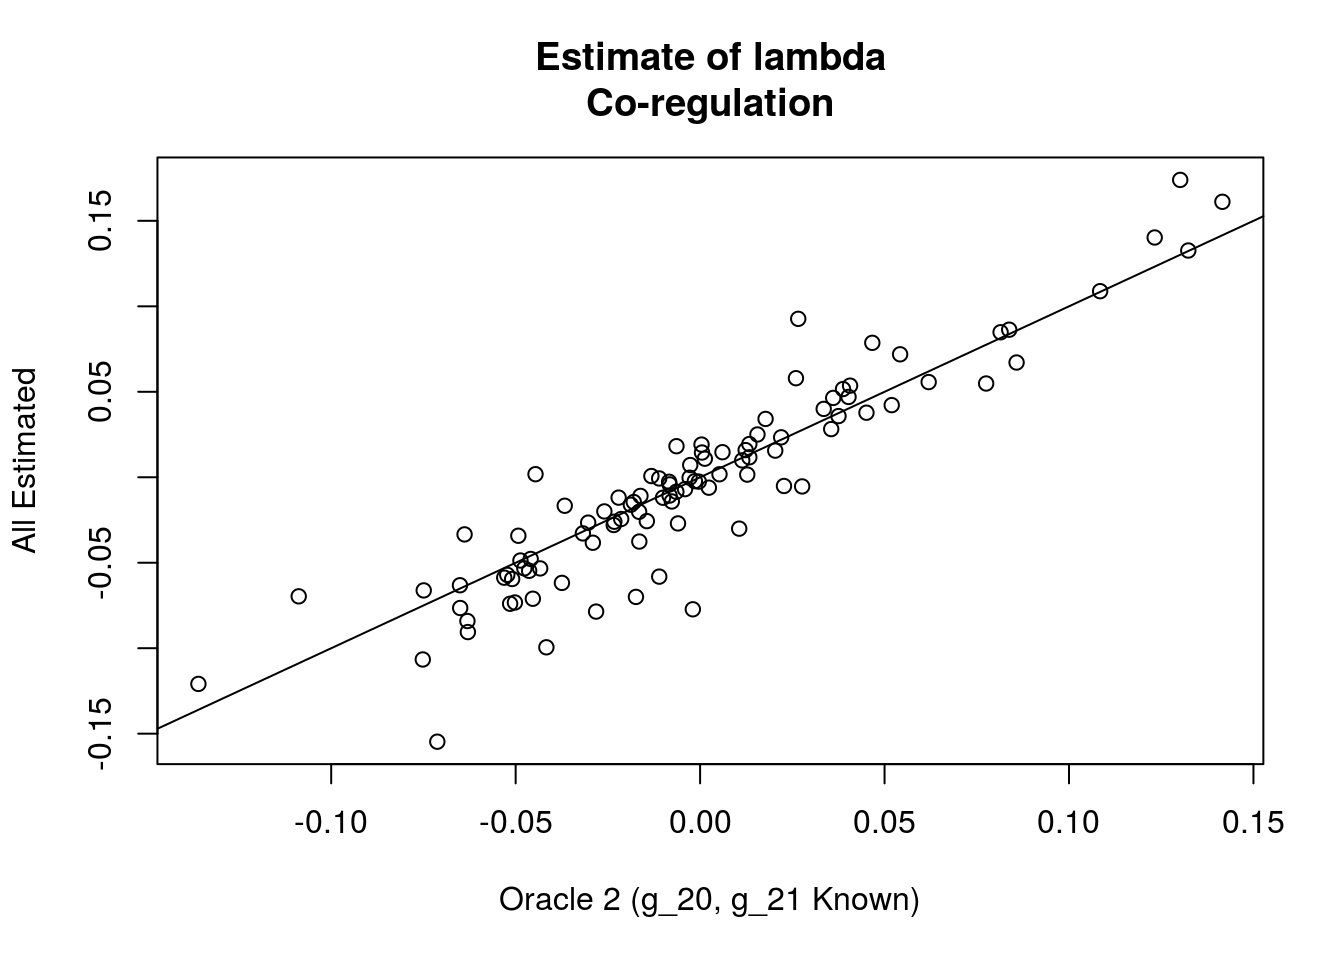 Estimate of lambda
Co-regulation
0.15
0.05
-0.05
-0.15
All Estimated
-0.10 -0.05 0.00 0.05 0.10 0.15
Oracle 2 (g_20, g_21 Known)